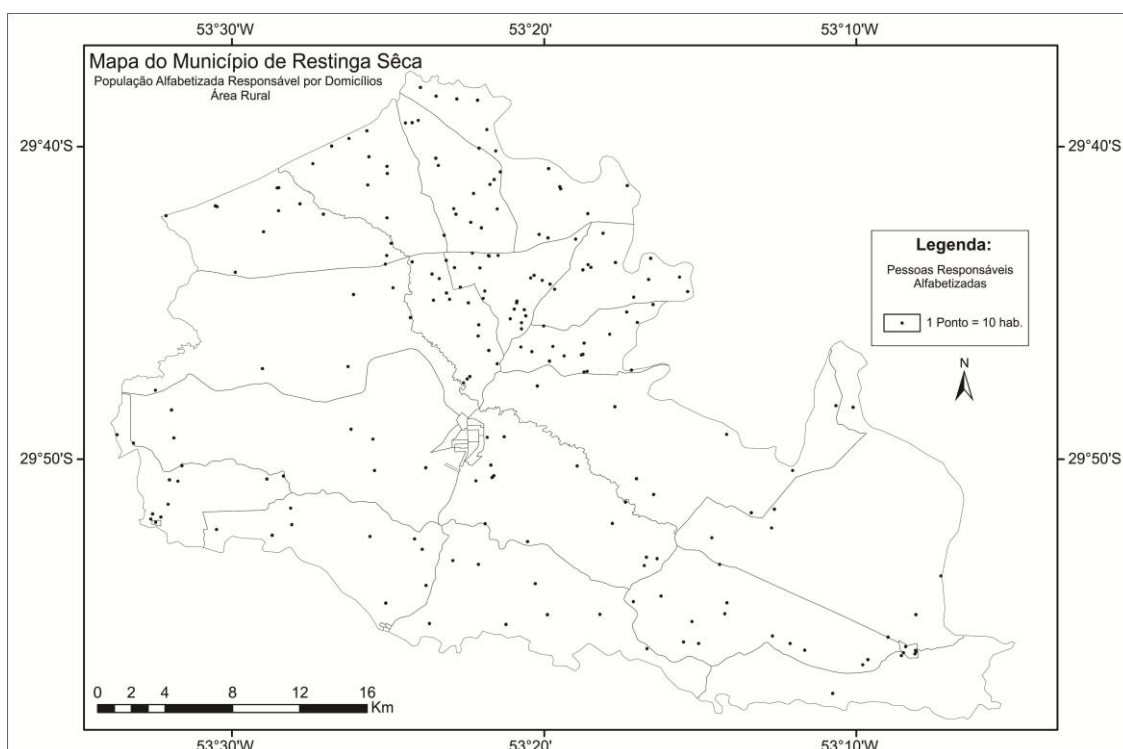 53°30'W 53°20'W 53°10'W
Mapa do Município de Restinga Sêca
População Alfabetizada Responsável por Domicílios
Área Rural
29°40'S 29°40'S
Legenda:
Pessoas Responsáveis
Alfabetizadas
1 Ponto = 10 hab.
N
29°50'S 29°50'S
0 2 4 8 12 16
Km
53°30'W 53°20'W 53°10'W